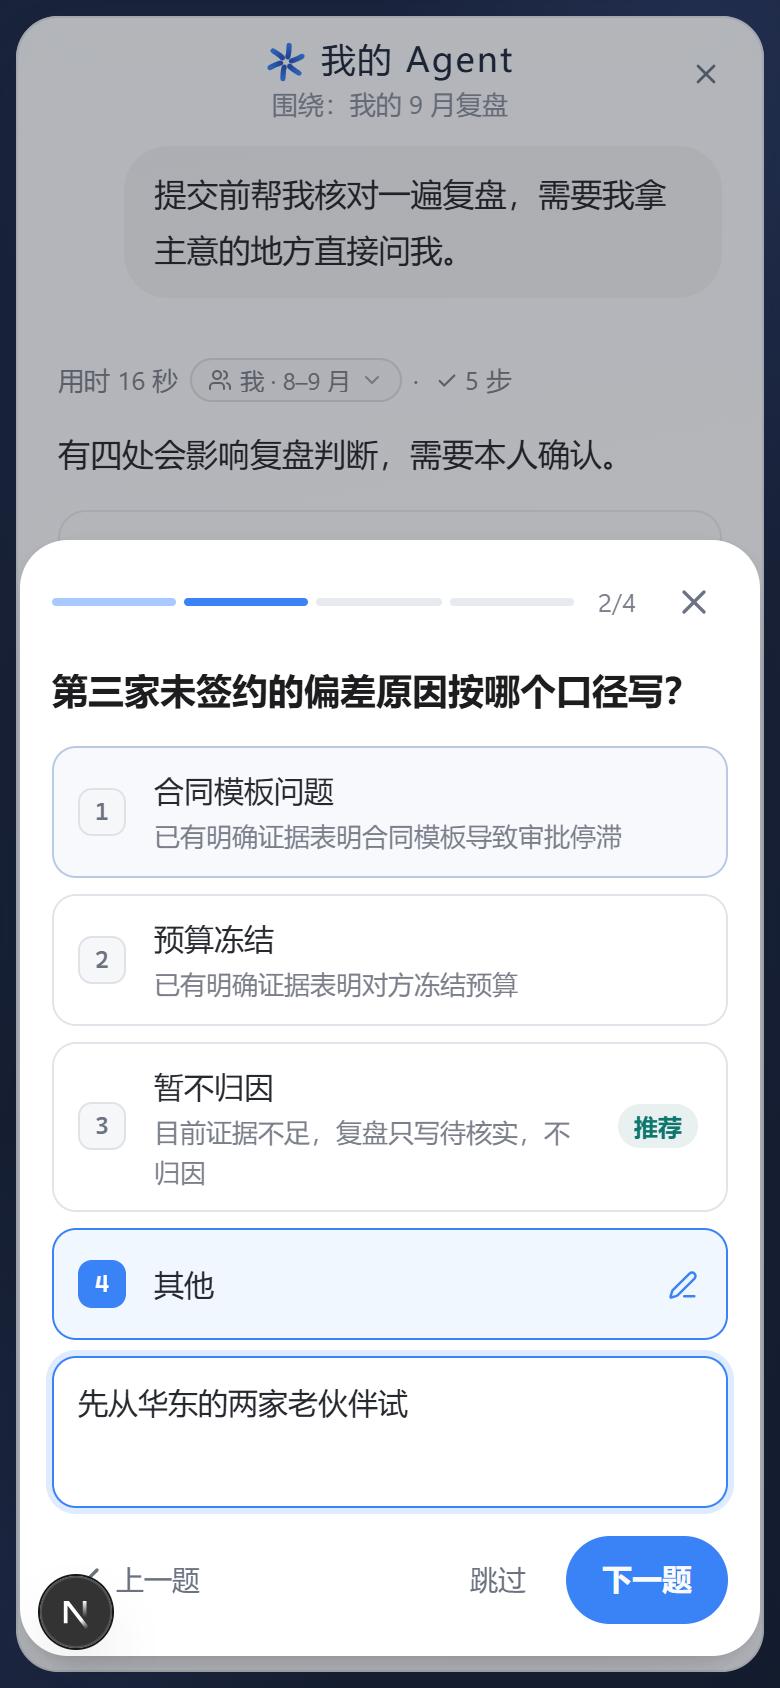 我的 Agent
围绕：我的 9 月复盘
提交前帮我核对一遍复盘，需要我拿
主意的地方直接问我。
用时 16 秒 我 · 8–9 月 · 5 步
有四处会影响复盘判断，需要本人确认。
2/4
第三家未签约的偏差原因按哪个口径写？
1 合同模板问题
已有明确证据表明合同模板导致审批停滞
2 预算冻结
已有明确证据表明对方冻结预算
3 暂不归因
目前证据不足，复盘只写待核实，不
归因
推荐
4 其他
先从华东的两家老伙伴试
上一题 跳过 下一题
N